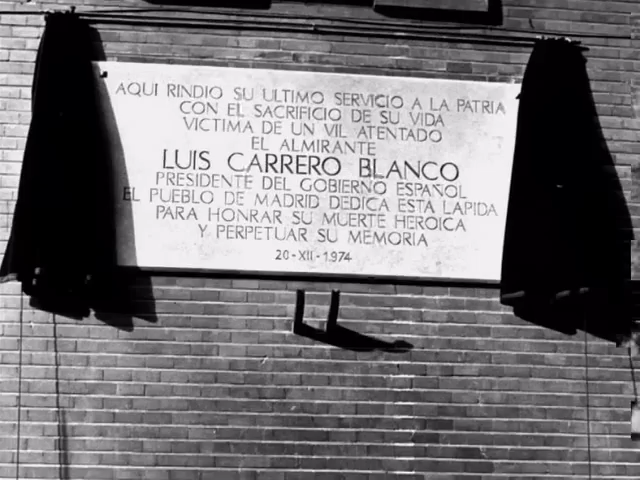 AQUI RINDIO SU ULTIMO SERVICIO A LA PATRIA
CON EL SACRIFICIO DE SU VIDA
VICTIMA DE UN VIL ATENTADO
EL ALMIRANTE
LUIS CARRERO BLANCO
PRESIDENTE DEL GOBIERNO ESPAÑOL
EL PUEBLO DE MADRID DEDICA ESTA LAPIDA
PARA HONRAR SU MUERTE HEROICA
Y PERPETUAR SU MEMORIA
20-XII-1974